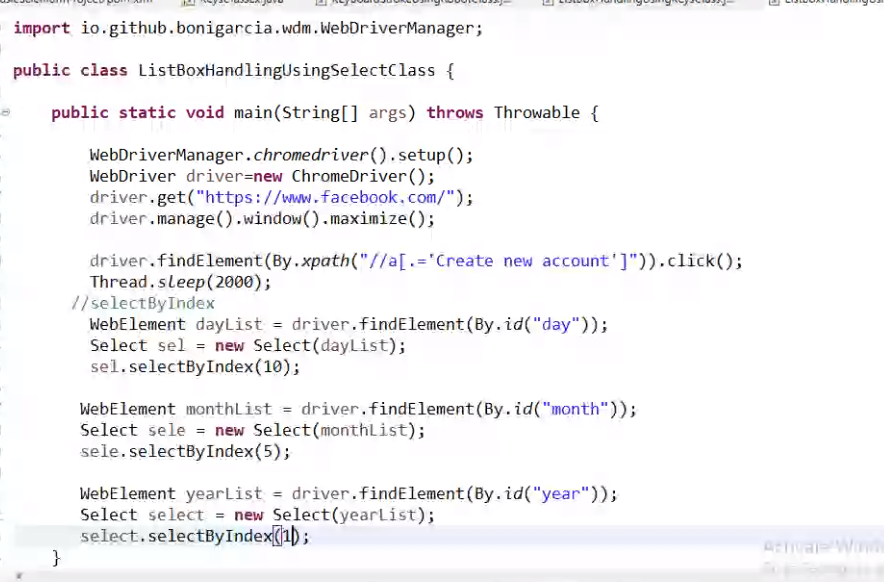 import io.github.bonigarcia.wdm.WebDriverManager;
public class ListBoxHandlingUsingSelectClass {
public static void main(String[] args) throws Throwable {
WebDriverManager.chromedriver().setup();
WebDriver driver=new ChromeDriver();
driver.get("https://www.facebook.com/");
driver.manage().window().maximize();
driver.findElement(By.xpath("//a[.='Create new account']")).click();
Thread.sleep(2000);
//selectByIndex
WebElement dayList = driver.findElement(By.id("day"));
Select sel = new Select(dayList);
sel.selectByIndex(10);
WebElement monthList = driver.findElement(By.id("month"));
Select sele = new Select(monthList);
sele.selectByIndex(5);
WebElement yearList = driver.findElement(By.id("year"));
Select select = new Select(yearList);
select.selectByIndex(1);
}